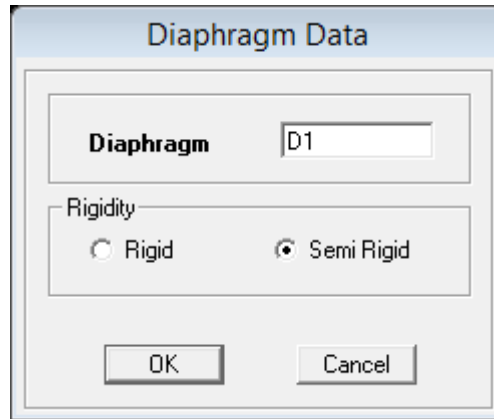 Diaphragm Data
Diaphragm D1
Rigidity
Rigid Semi Rigid
OK Cancel